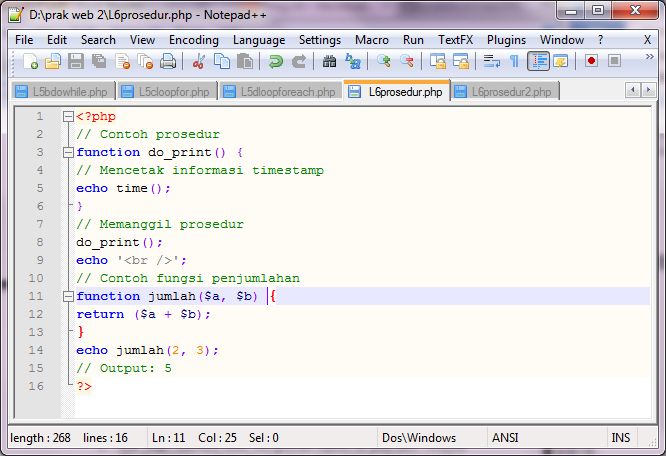 D:\prak web 2\L6prosedur.php - Notepad++
File Edit Search View Encoding Language Settings Macro Run TextFX Plugins Window ? X
L5bdowhile.php L5cloopfor.php L5dloopforeach.php L6prosedur.php L6prosedur2.php
1 <?php
2 // Contoh prosedur
3 function do_print() {
4 // Mencetak informasi timestamp
5 echo time();
6 }
7 // Memanggil prosedur
8 do_print();
9 echo '<br />';
10 // Contoh fungsi penjumlahan
11 function jumlah($a, $b) {
12 return ($a + $b);
13 }
14 echo jumlah(2, 3);
15 // Output: 5
16 ?>
length : 268 lines : 16 Ln : 11 Col : 25 Sel : 0 Dos\Windows ANSI INS